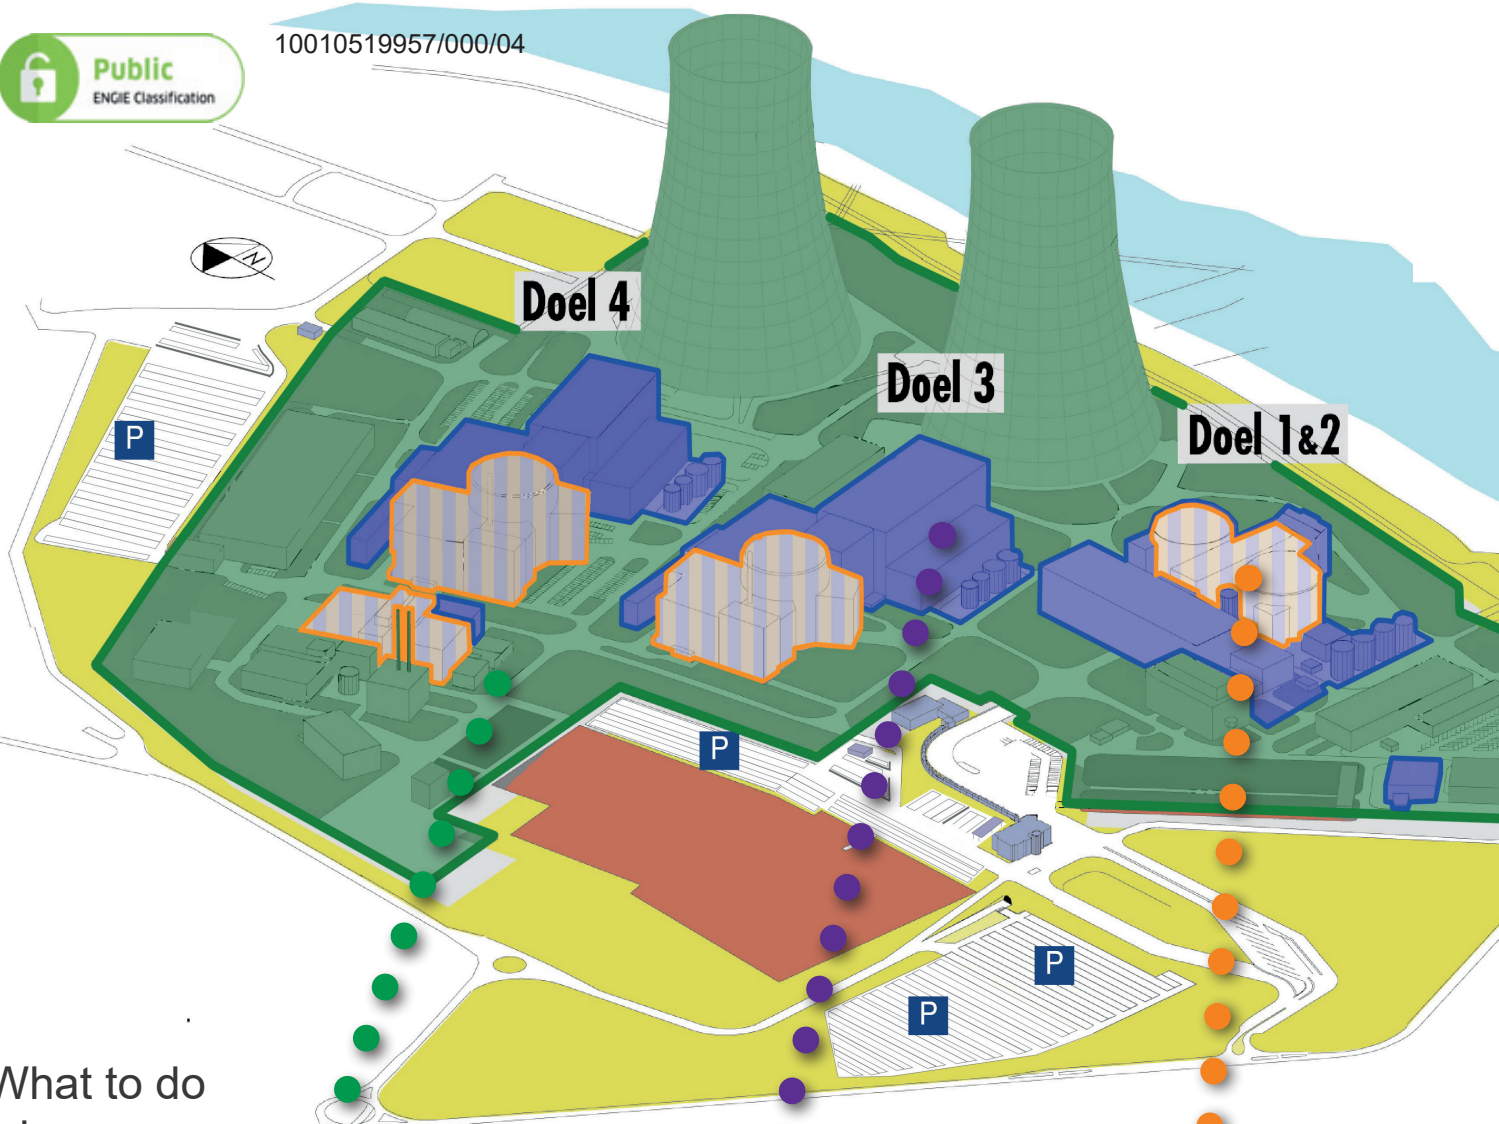 10010519957/000/04
Public
ENGIE Classification
N
Doel 4
Doel 3
Doel 1&2
P
P
P
P
What to do